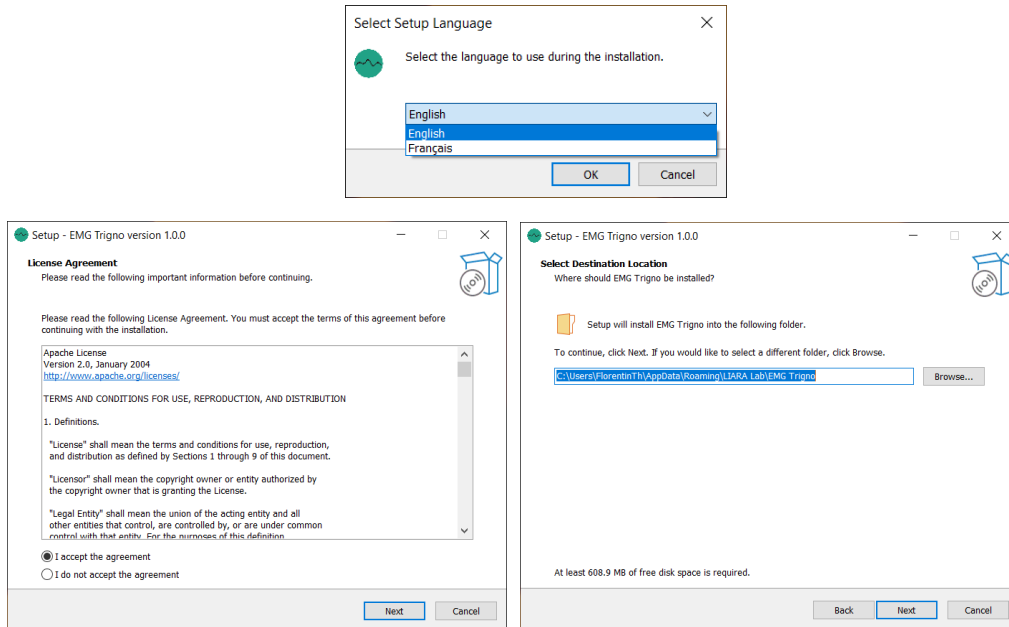 Select Setup Language
Select the language to use during the installation.
English
English
Français
OK
Cancel
Setup - EMG Trigno version 1.0.0
License Agreement
Please read the following important information before continuing.
Please read the following License Agreement. You must accept the terms of this agreement before
continuing with the installation.
Apache License
Version 2.0, January 2004
http://www.apache.org/licenses/
TERMS AND CONDITIONS FOR USE, REPRODUCTION, AND DISTRIBUTION
1. Definitions.
"License" shall mean the terms and conditions for use, reproduction,
and distribution as defined by Sections 1 through 9 of this document.
"Licensor" shall mean the copyright owner or entity authorized by
the copyright owner that is granting the License.
"Legal Entity" shall mean the union of the acting entity and all
other entities that control, are controlled by, or are under common
control with that entity. For the purposes of this definition
I accept the agreement
I do not accept the agreement
Next
Cancel
Setup - EMG Trigno version 1.0.0
Select Destination Location
Where should EMG Trigno be installed?
Setup will install EMG Trigno into the following folder.
To continue, click Next. If you would like to select a different folder, click Browse.
C:\Users\FlorentinTh\AppData\Roaming\LIARA Lab\EMG Trigno
Browse...
At least 608.9 MB of free disk space is required.
Back
Next
Cancel